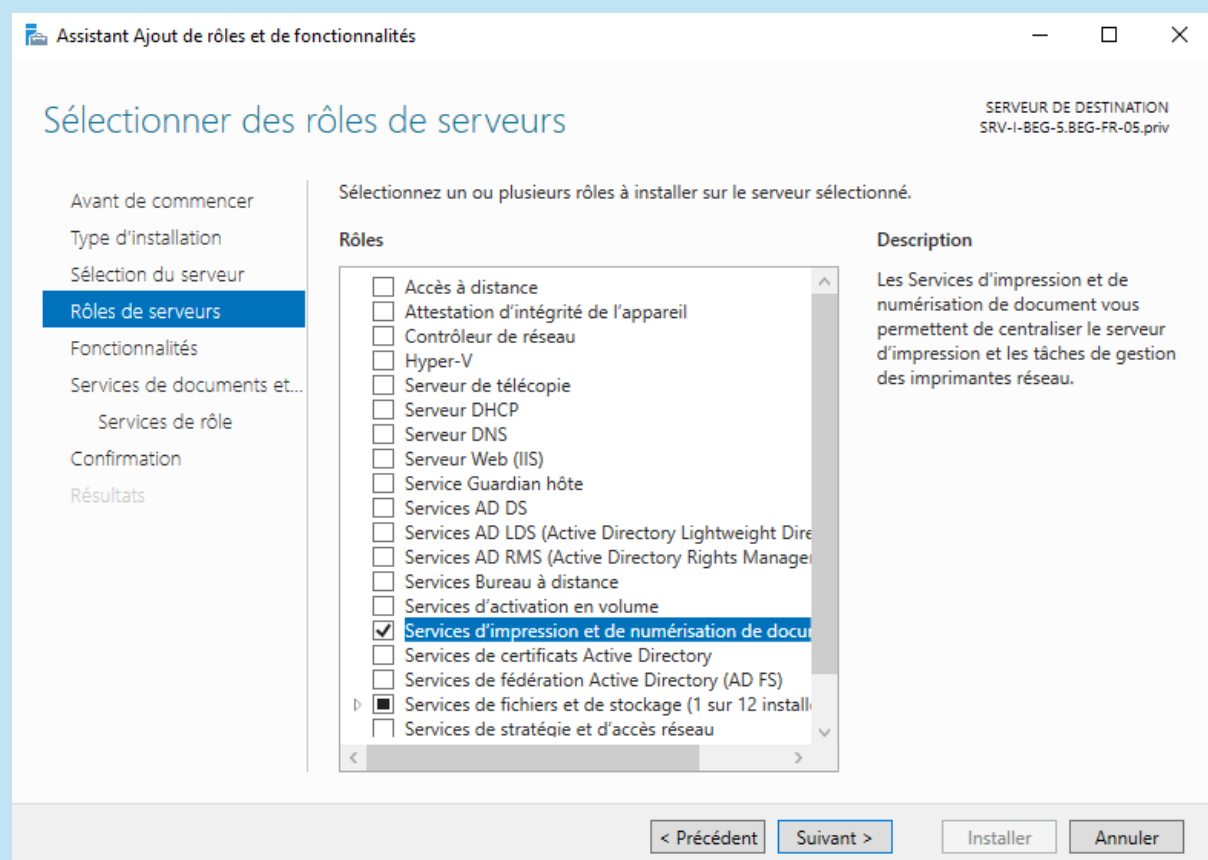 Assistant Ajout de rôles et de fonctionnalités
Sélectionner des rôles de serveurs
SERVEUR DE DESTINATION
SRV-I-BEG-5.BEG-FR-05.priv
Avant de commencer
Type d'installation
Sélection du serveur
Rôles de serveurs
Fonctionnalités
Services de documents et...
Services de rôle
Confirmation
Résultats
Sélectionnez un ou plusieurs rôles à installer sur le serveur sélectionné.
Rôles
Accès à distance
Attestation d’intégrité de l’appareil
Contrôleur de réseau
Hyper-V
Serveur de télécopie
Serveur DHCP
Serveur DNS
Serveur Web (IIS)
Service Guardian hôte
Services AD DS
Services AD LDS (Active Directory Lightweight Dire
Services AD RMS (Active Directory Rights Manage
Services Bureau à distance
Services d’activation en volume
Services d’impression et de numérisation de docu
Services de certificats Active Directory
Services de fédération Active Directory (AD FS)
Services de fichiers et de stockage (1 sur 12 install
Services de stratégie et d’accès réseau
Description
Les Services d'impression et de
numérisation de document vous
permettent de centraliser le serveur
d’impression et les tâches de gestion
des imprimantes réseau.
< Précédent
Suivant >
Installer
Annuler